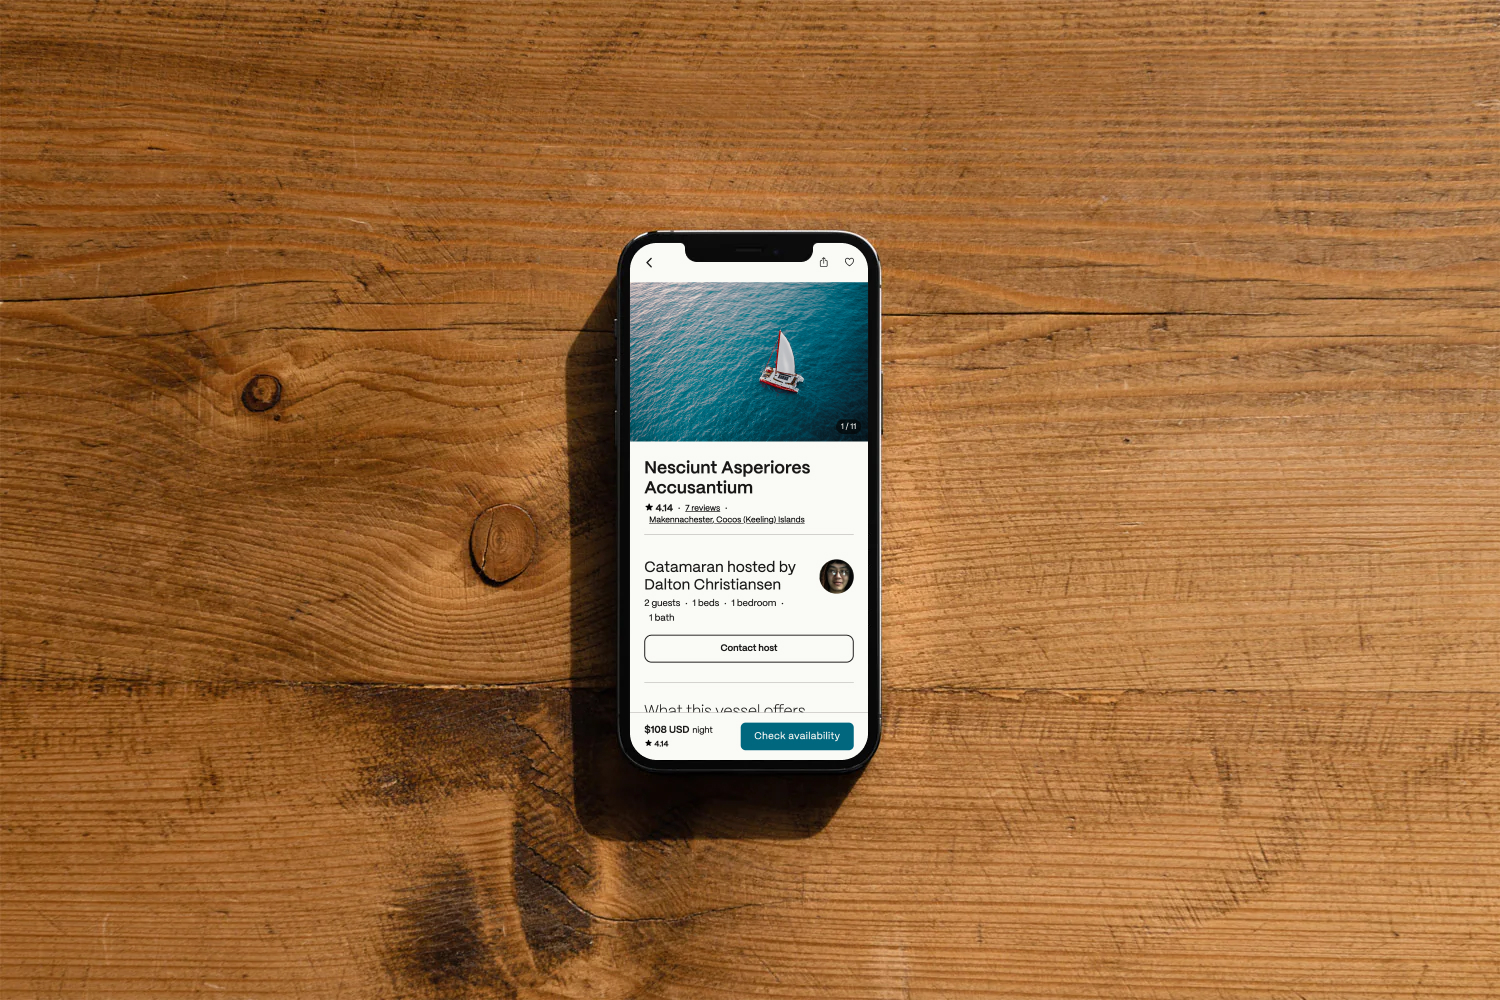 1 / 11
Nesciunt Asperiores
Accusantium
★ 4.14 · 7 reviews ·
Makennachester, Cocos (Keeling) Islands
Catamaran hosted by
Dalton Christiansen
2 guests · 1 beds · 1 bedroom ·
1 bath
Contact host
What this vessel offers
$108 USD night
★ 4.14
Check availability